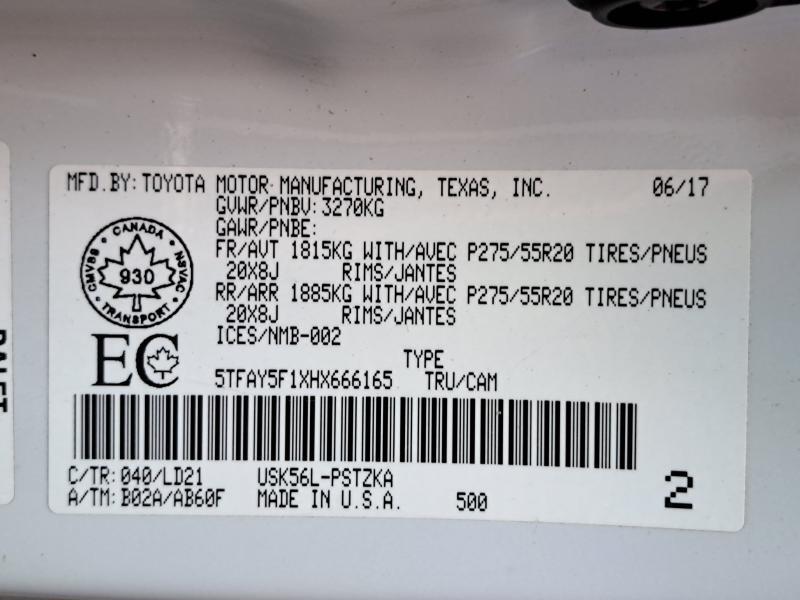 MFD.BY: TOYOTA MOTOR MANUFACTURING, TEXAS, INC. 06/17
GVWR/PNBV: 3270KG
GAWR/PNBE:
FR/AVT 1815KG WITH/AVEC P275/55R20 TIRES/PNEUS
20X8J RIMS/JANTES
RR/ARR 1885KG WITH/AVEC P275/55R20 TIRES/PNEUS
20X8J RIMS/JANTES
ICES/NMB-002
CANADA
CMVSS 930 NSVAC
TRANSPORT
EC
TYPE
5TFAY5F1XHX666165 TRU/CAM
C/TR: 040/LD21 USK56L-PSTZKA
A/TM: B02A/AB60F MADE IN U.S.A. 500 2